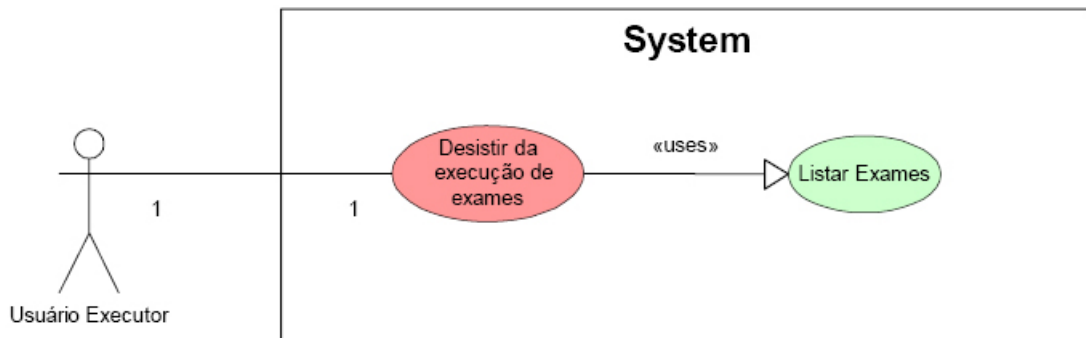 System
Desistir da
execução de
exames
«uses»
Listar Exames
1
1
Usuário Executor